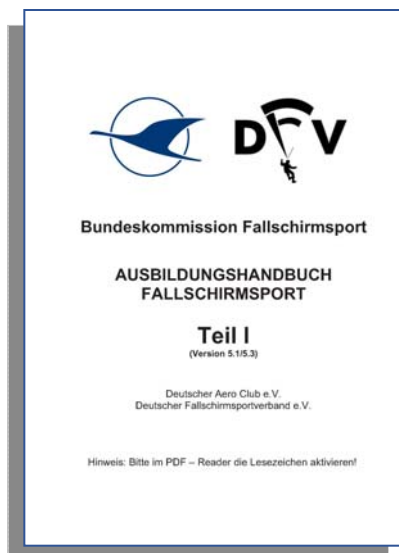 DFV
Bundeskommission Fallschirmsport
AUSBILDUNGSHANDBUCH
FALLSCHIRMSPORT
Teil I
(Version 5.1/5.3)
Deutscher Aero Club e.V.
Deutscher Fallschirmsportverband e.V.
Hinweis: Bitte im PDF – Reader die Lesezeichen aktivieren!